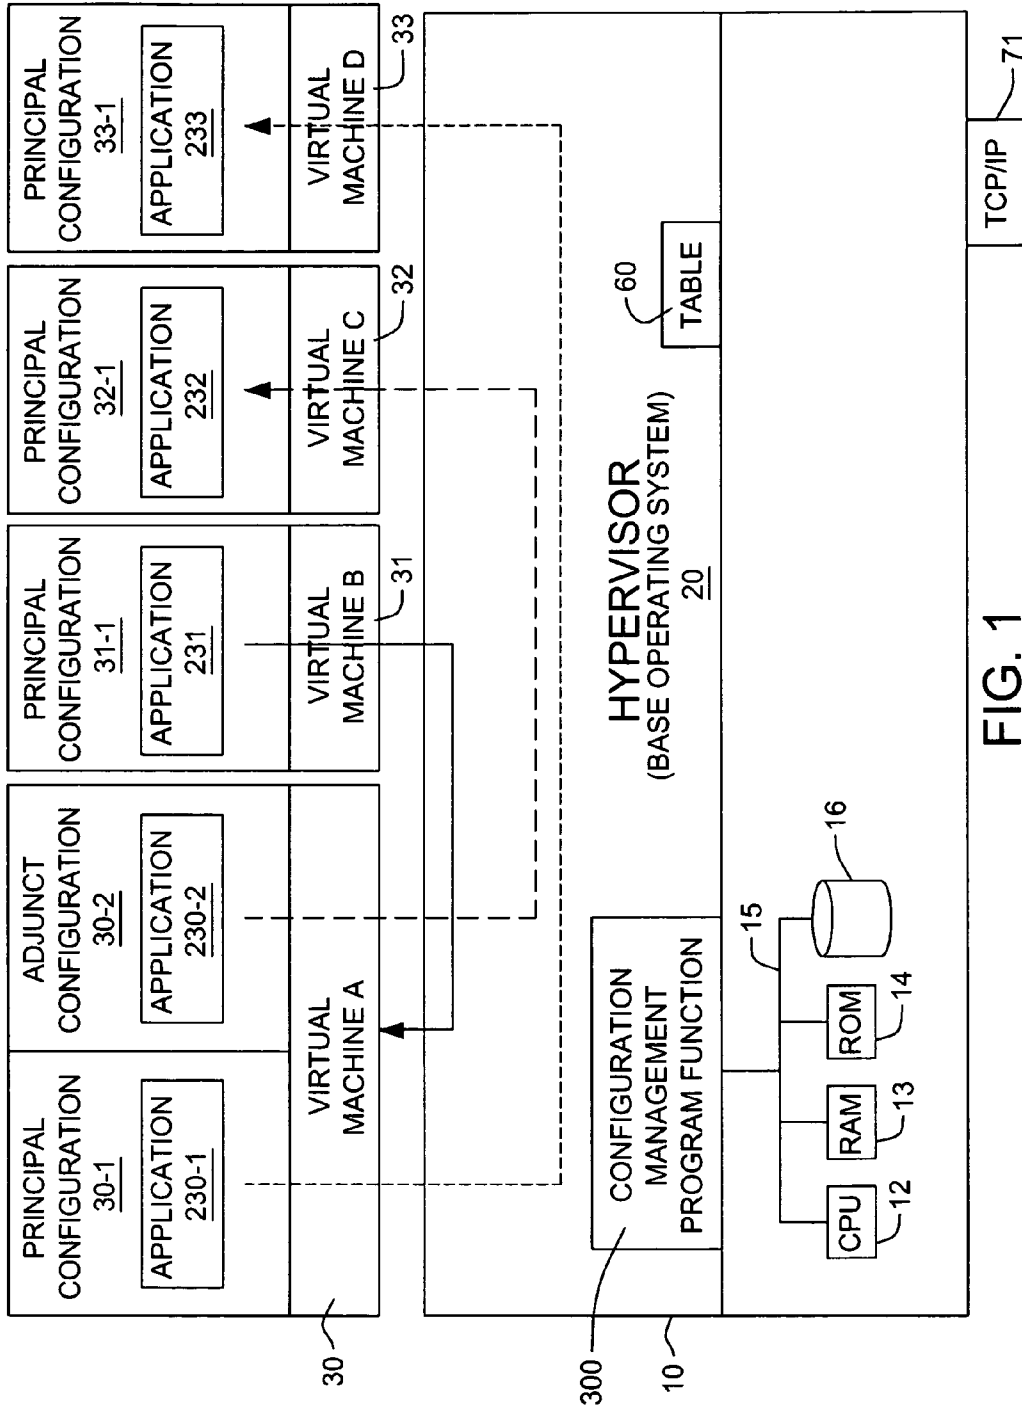 PRINCIPAL
CONFIGURATION
30-1
APPLICATION
230-1
ADJUNCT
CONFIGURATION
30-2
APPLICATION
230-2
VIRTUAL
MACHINE A
30
PRINCIPAL
CONFIGURATION
31-1
APPLICATION
231
VIRTUAL
MACHINE B
31
PRINCIPAL
CONFIGURATION
32-1
APPLICATION
232
VIRTUAL
MACHINE C
32
PRINCIPAL
CONFIGURATION
33-1
APPLICATION
233
VIRTUAL
MACHINE D
33
300
CONFIGURATION
MANAGEMENT
PROGRAM FUNCTION
HYPERVISOR
(BASE OPERATING SYSTEM)
20
60
TABLE
10
15
16
CPU
12
RAM
13
ROM
14
TCP/IP
71
FIG. 1